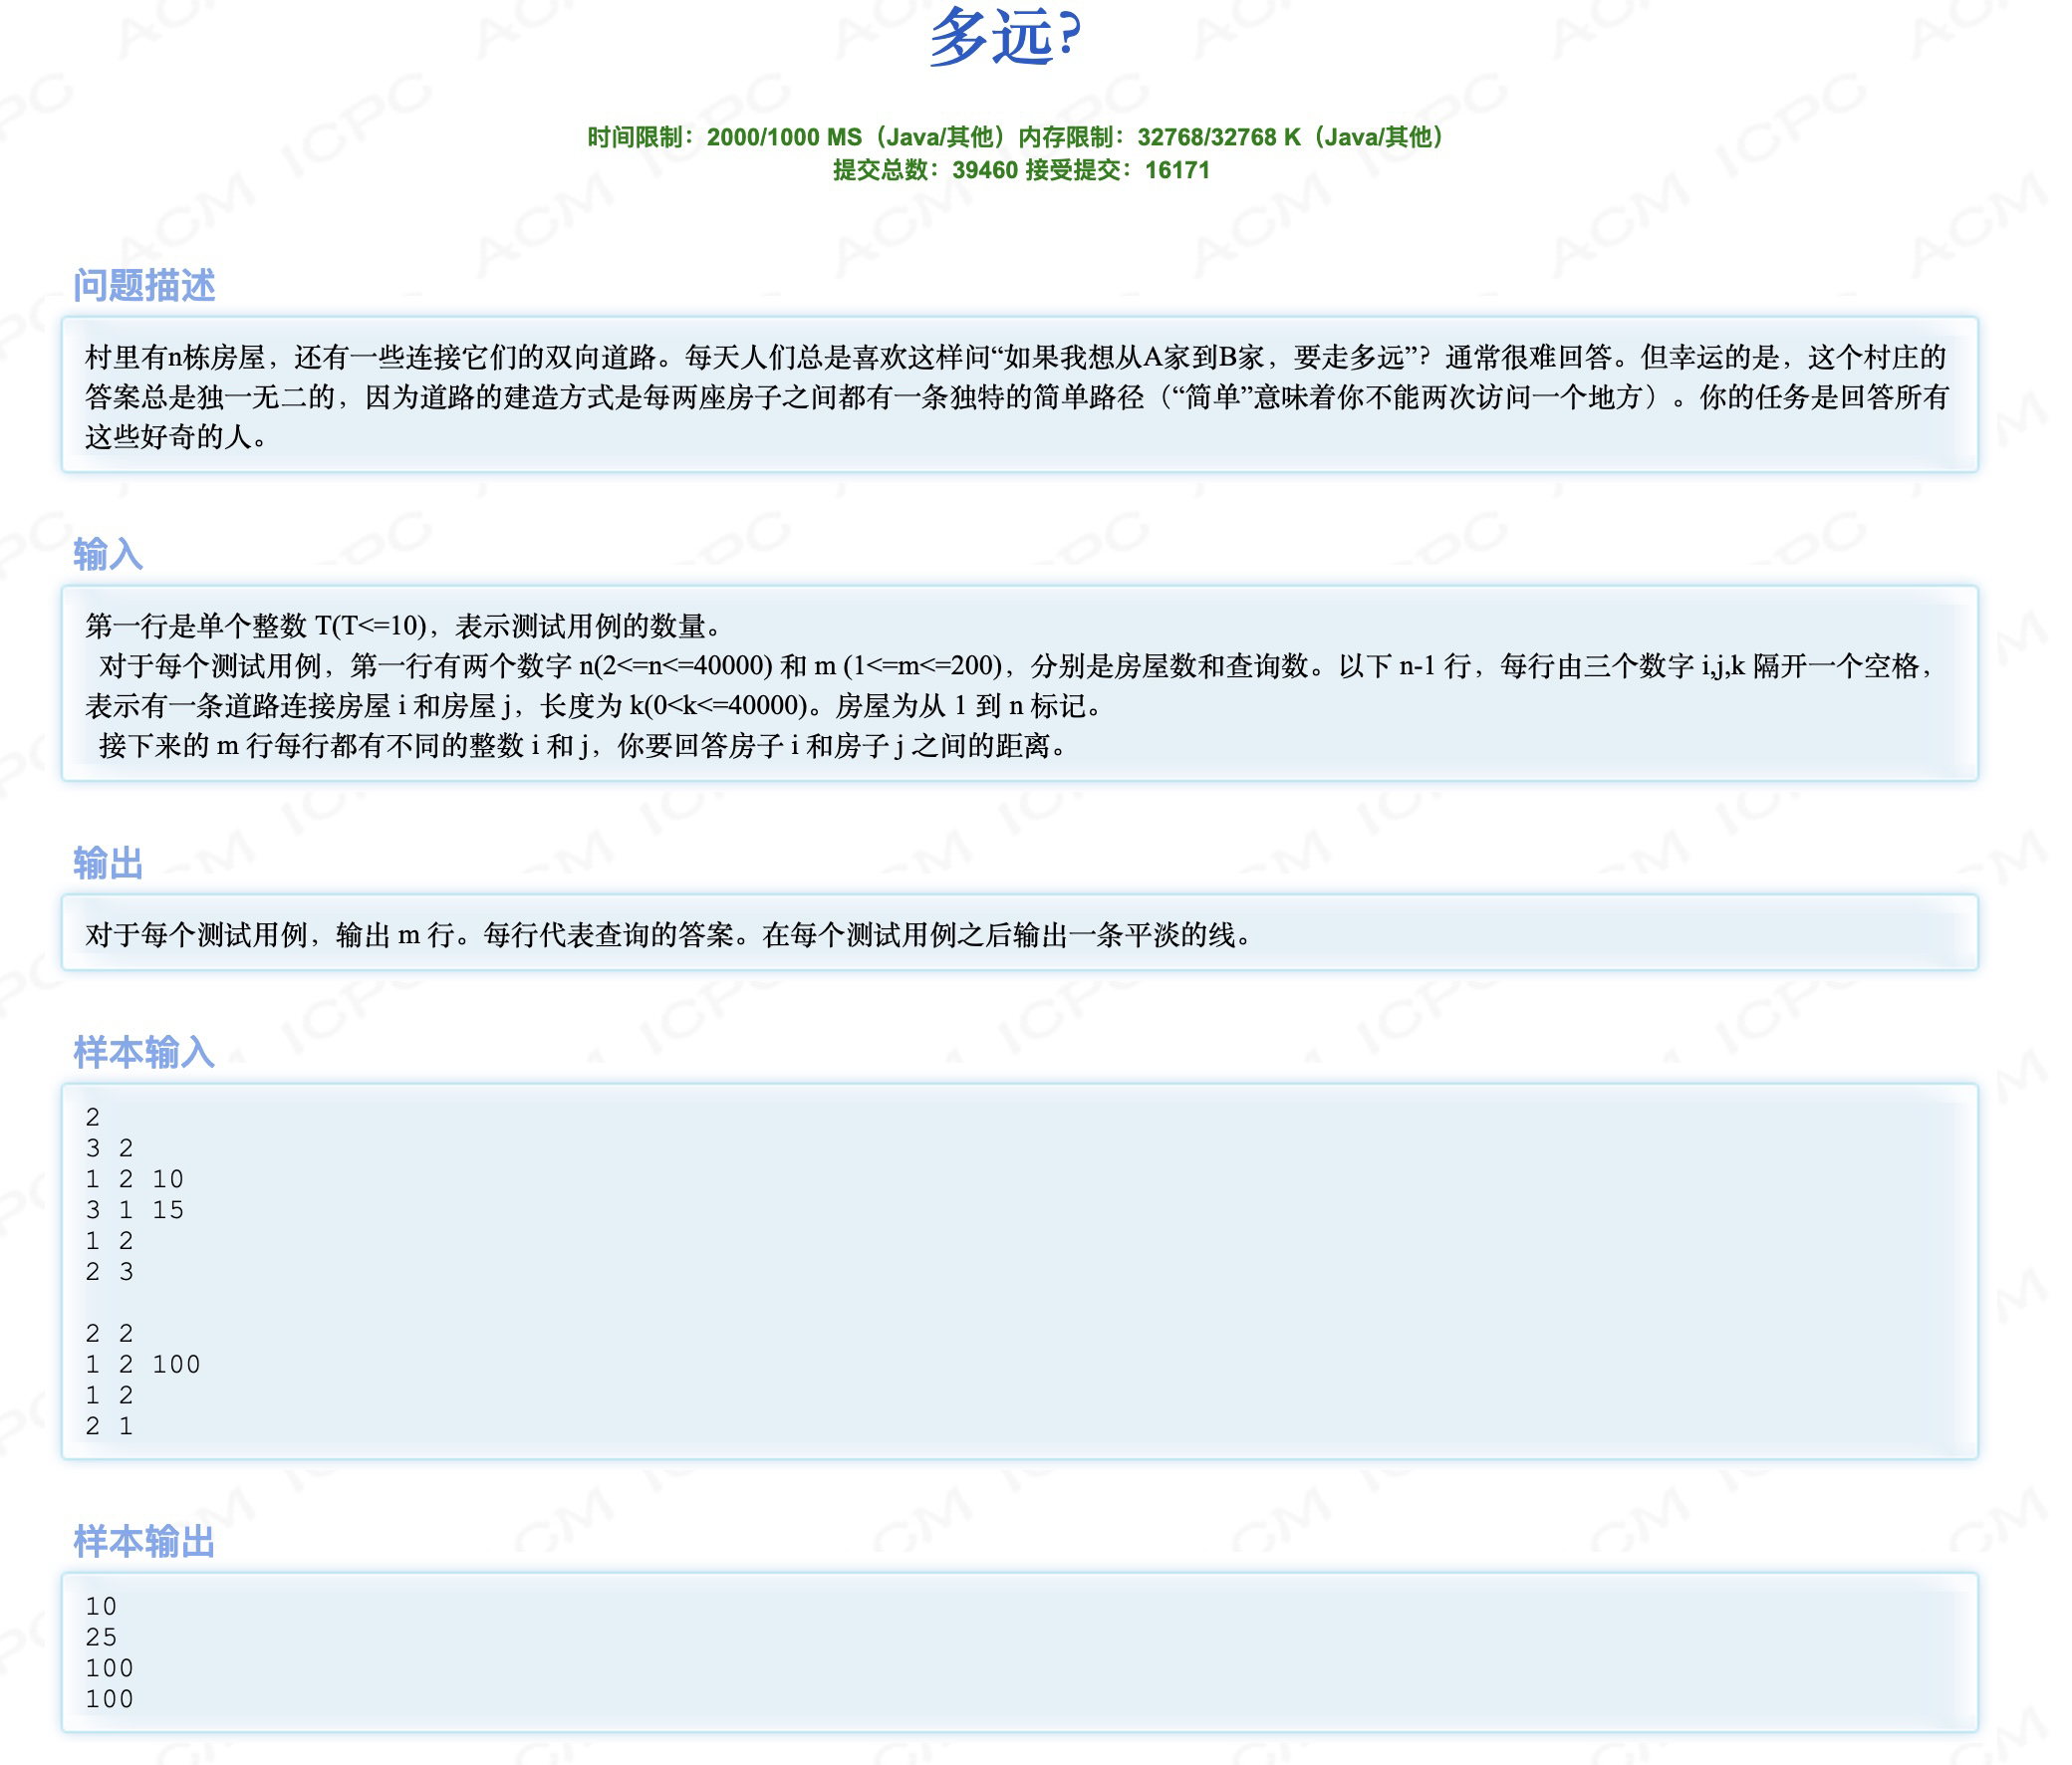 多远?
时间限制：2000/1000 MS（Java/其他）内存限制：32768/32768 K（Java/其他）
提交总数：39460 接受提交：16171
问题描述
村里有n栋房屋，还有一些连接它们的双向道路。每天人们总是喜欢这样问“如果我想从A家到B家，要走多远”？通常很难回答。但幸运的是，这个村庄的
答案总是独一无二的，因为道路的建造方式是每两座房子之间都有一条独特的简单路径（“简单”意味着你不能两次访问一个地方）。你的任务是回答所有
这些好奇的人。
输入
第一行是单个整数 T(T<=10)，表示测试用例的数量。
对于每个测试用例，第一行有两个数字 n(2<=n<=40000) 和 m (1<=m<=200)，分别是房屋数和查询数。以下 n-1 行，每行由三个数字 i,j,k 隔开一个空格，
表示有一条道路连接房屋 i 和房屋 j，长度为 k(0<k<=40000)。房屋为从 1 到 n 标记。
接下来的 m 行每行都有不同的整数 i 和 j，你要回答房子 i 和房子 j 之间的距离。
输出
对于每个测试用例，输出 m 行。每行代表查询的答案。在每个测试用例之后输出一条平淡的线。
样本输入
2
3 2
1 2 10
3 1 15
1 2
2 3
2 2
1 2 100
1 2
2 1
样本输出
10
25
100
100
ACM ICPC